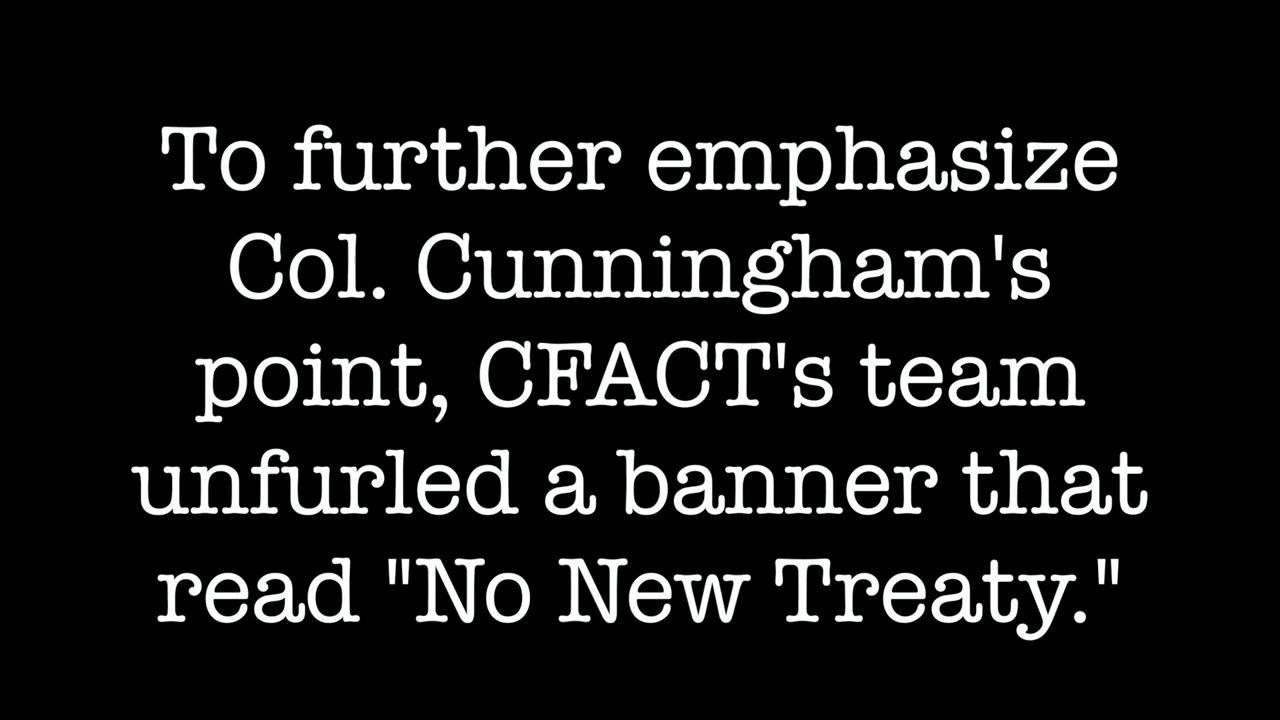 To further emphasize
Col. Cunningham's
point, CFACT's team
unfurled a banner that
read "No New Treaty."